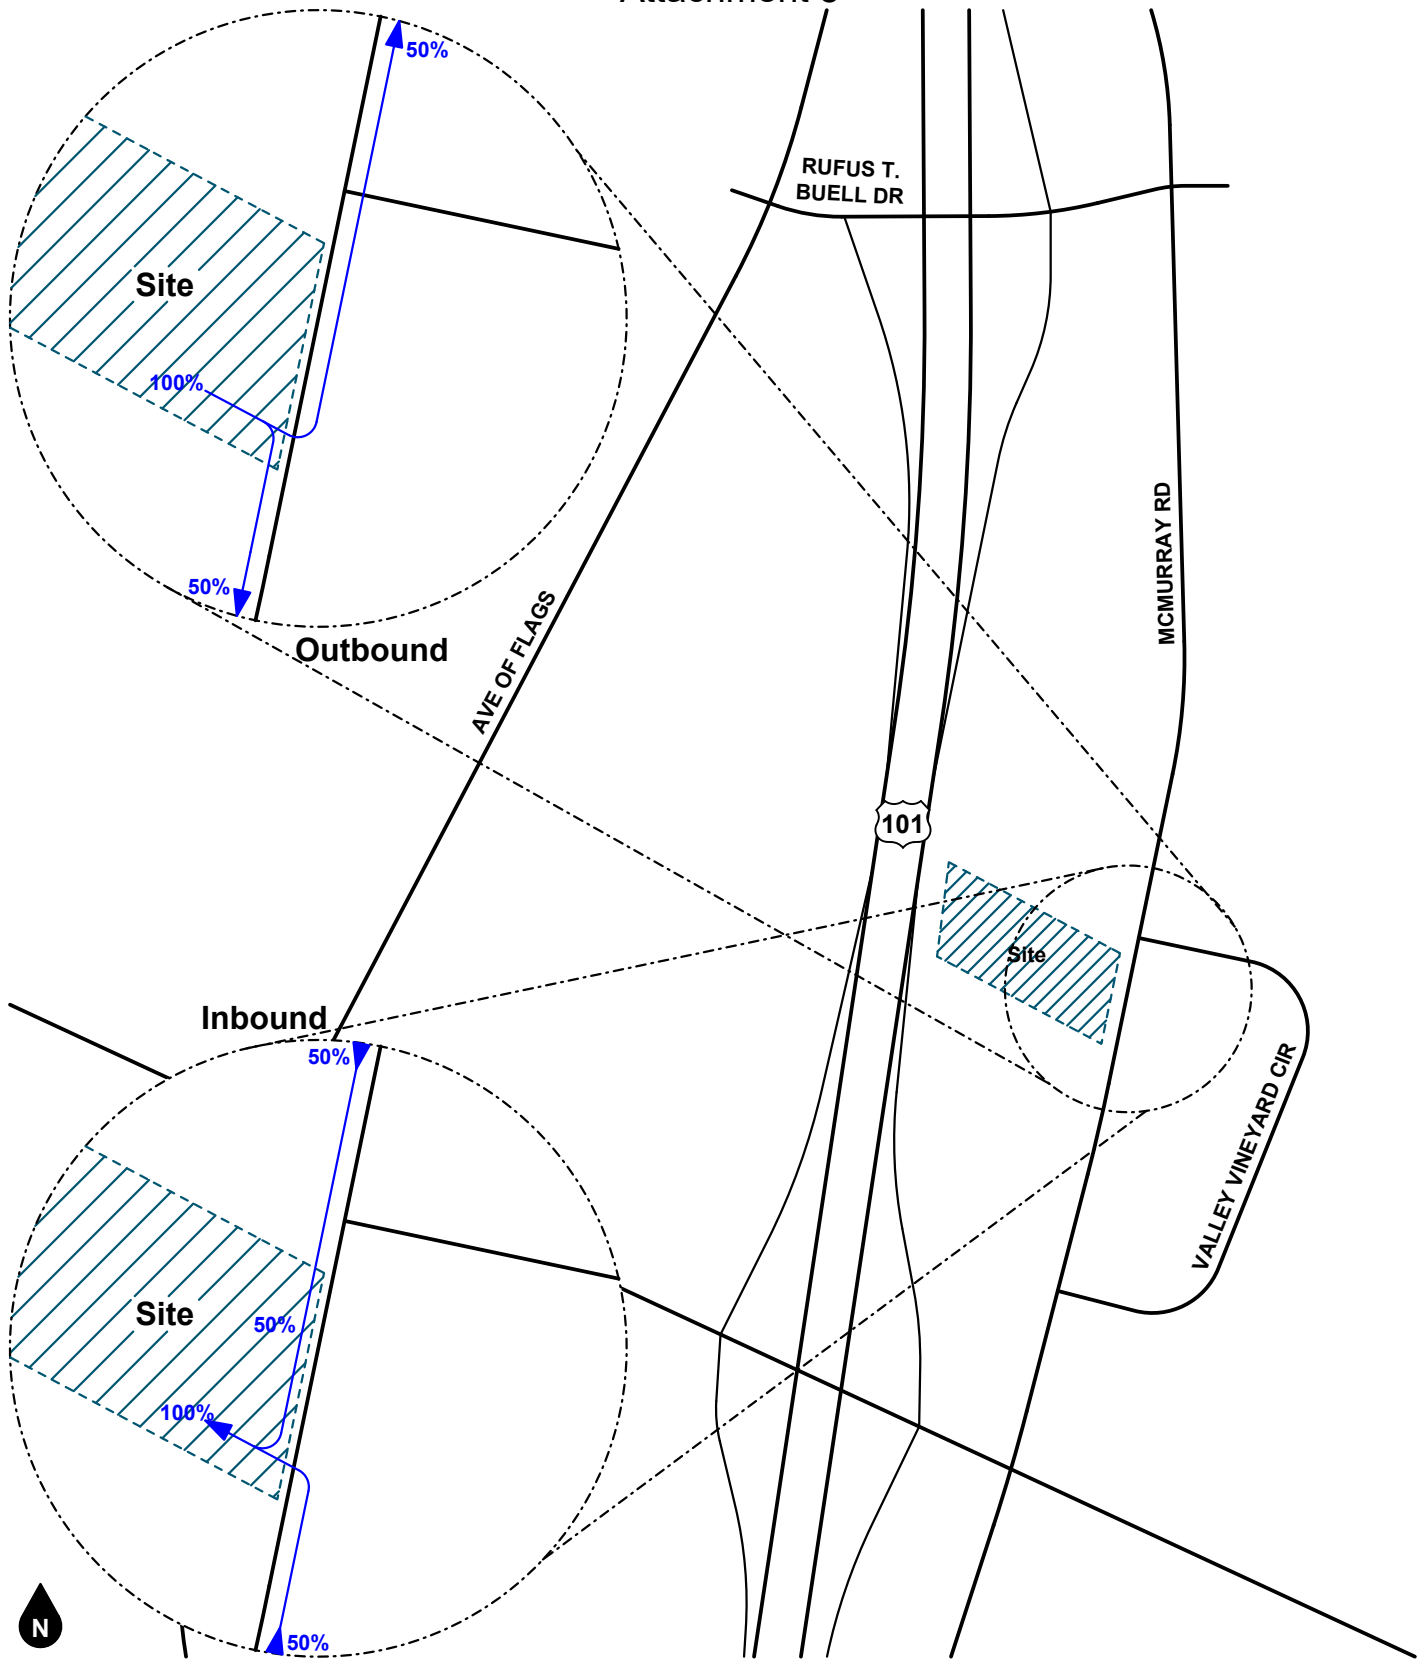 50%
RUFUS T.
BUELL DR
Site
100%
50%
Outbound
AVE OF FLAGS
MCMURRAY RD
101
Site
Inbound
50%
VALLEY VINEYARD CIR
Site
50%
100%
N
50%